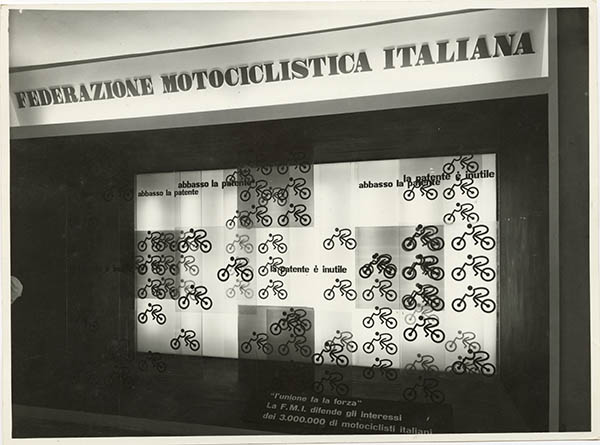 FEDERAZIONE MOTOCICLISTICA ITALIANA
abbasso la patente
abbasso la patente
abbasso la patente
la patente è inutile
la patente è inutile
"l'unione fa la forza"
La F.M.I. difende gli interessi
dei 3.000.000 di motociclisti italiani